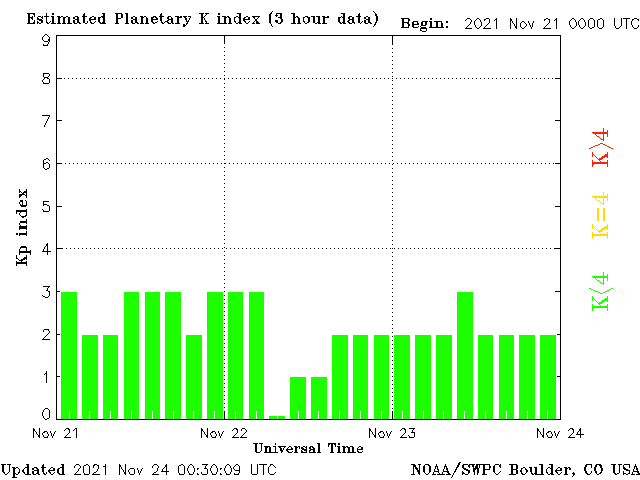 Estimated Planetary K index (3 hour data) Begin: 2021 Nov 21 0000 UTC
9
8
7
6
5
4
3
2
1
0
Kp index
K>4
K=4
K<4
Nov 21 Nov 22 Nov 23 Nov 24
Universal Time
Updated 2021 Nov 24 00:30:09 UTC NOAA/SWPC Boulder, CO USA